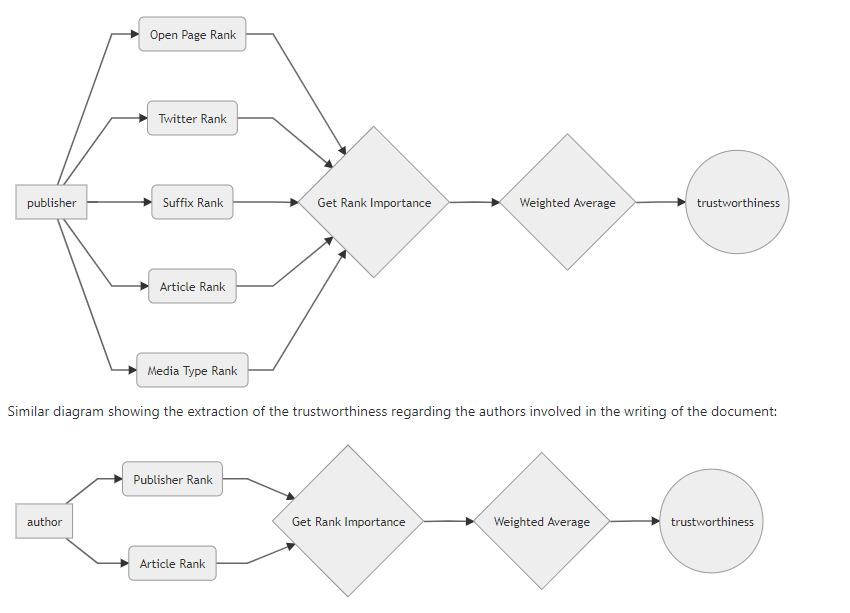 Open Page Rank
Twitter Rank
publisher
Suffix Rank
Get Rank Importance
Weighted Average
trustworthiness
Article Rank
Media Type Rank
Similar diagram showing the extraction of the trustworthiness regarding the authors involved in the writing of the document:
Publisher Rank
author
Get Rank Importance
Weighted Average
trustworthiness
Article Rank